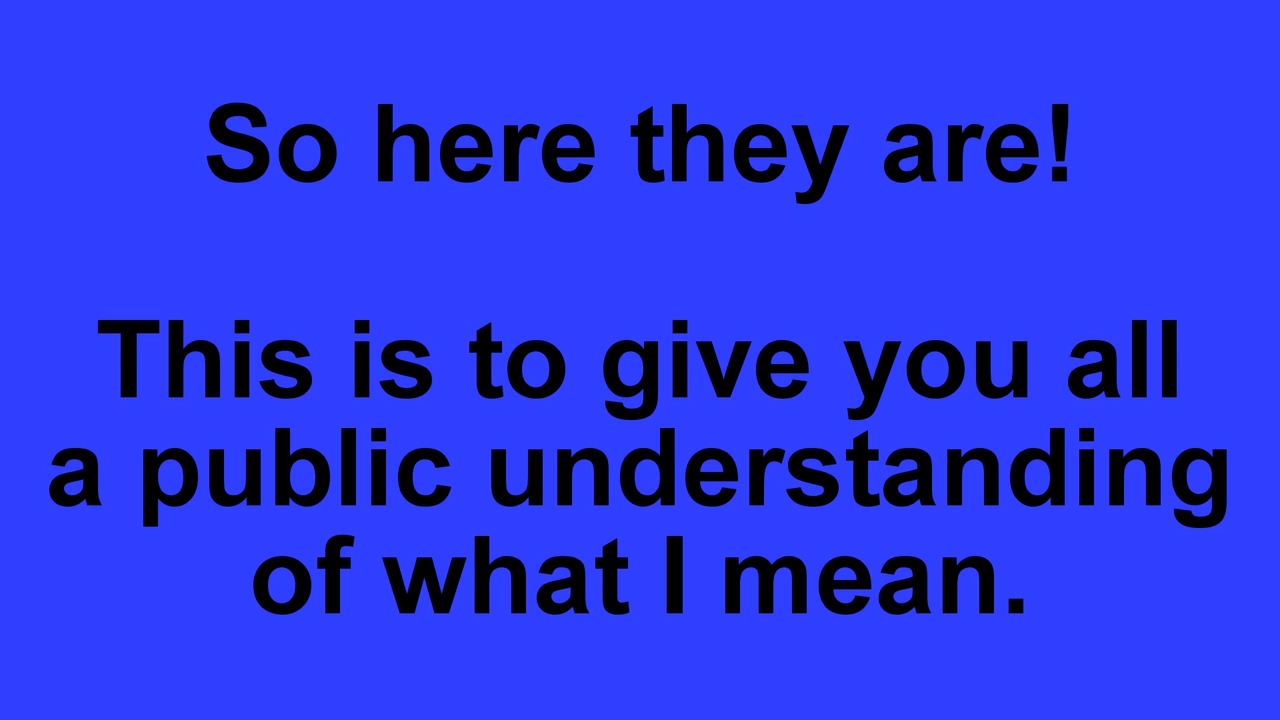 So here they are!
This is to give you all
a public understanding
of what I mean.